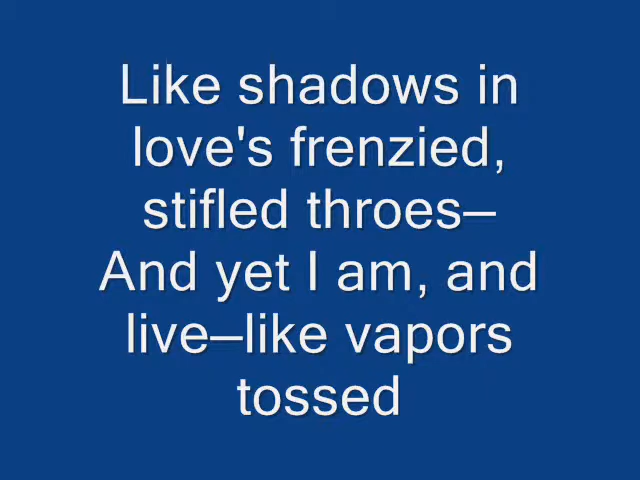 Like shadows in
love's frenzied,
stifled throes—
And yet I am, and
live—like vapors
tossed